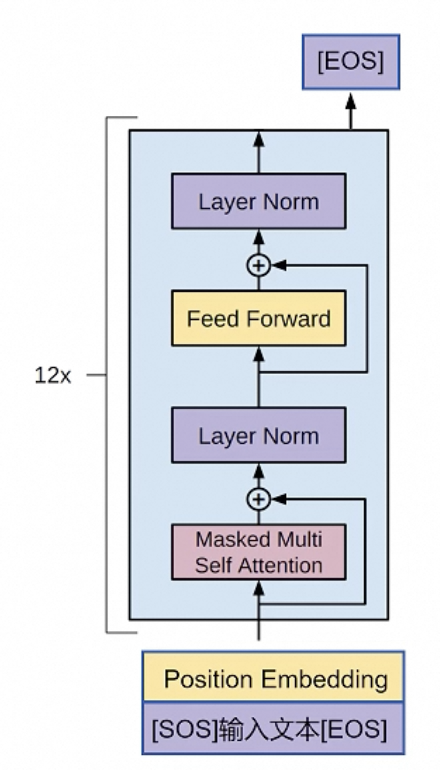 [EOS]
Layer Norm
Feed Forward
12x
Layer Norm
Masked Multi
Self Attention
Position Embedding
[SOS]输入文本[EOS]